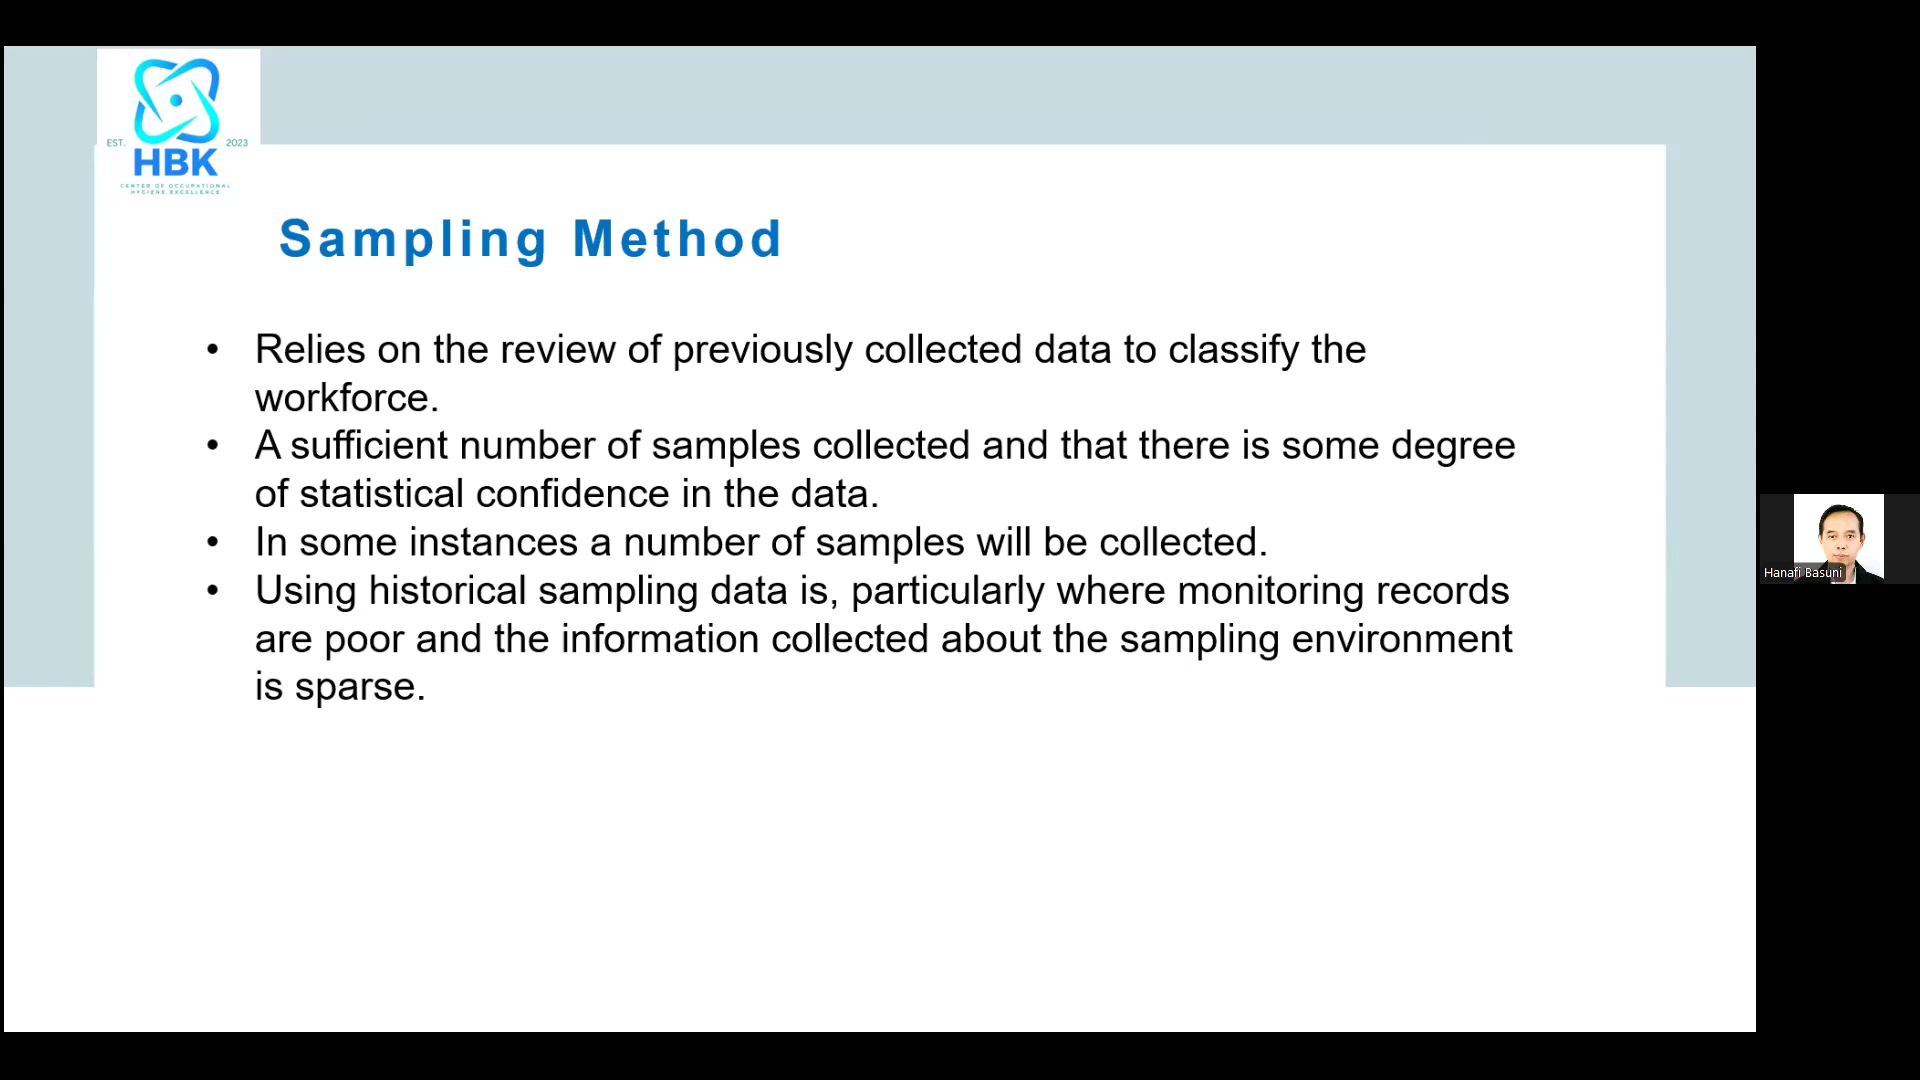 EST. 2023
HBK
CENTER OF OCCUPATIONAL
HYGIENE EXCELLENCE
Sampling Method
• Relies on the review of previously collected data to classify the
workforce.
• A sufficient number of samples collected and that there is some degree
of statistical confidence in the data.
• In some instances a number of samples will be collected.
• Using historical sampling data is, particularly where monitoring records
are poor and the information collected about the sampling environment
is sparse.
Hanafi Basuni